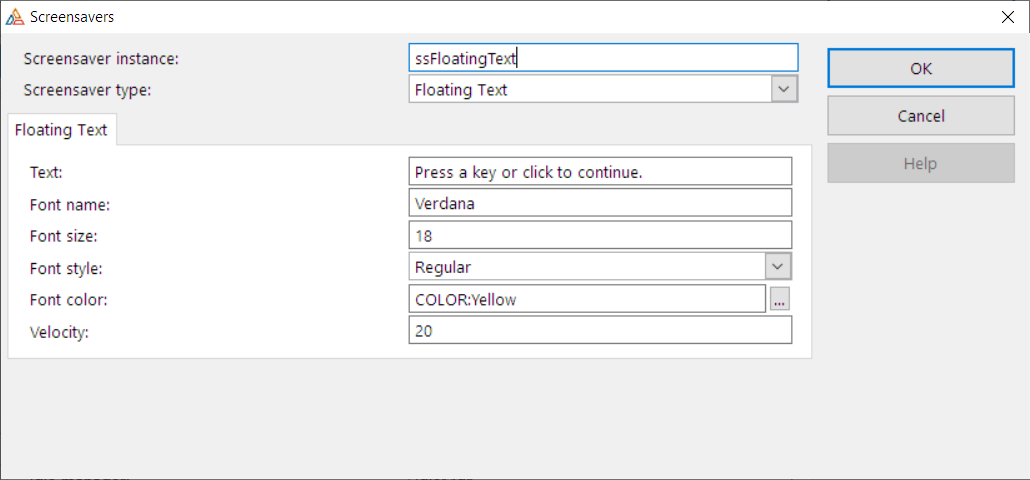 Screensavers
Screensaver instance: ssFloatingText
Screensaver type: Floating Text
OK
Cancel
Help
Floating Text
Text: Press a key or click to continue.
Font name: Verdana
Font size: 18
Font style: Regular
Font color: COLOR:Yellow ...
Velocity: 20